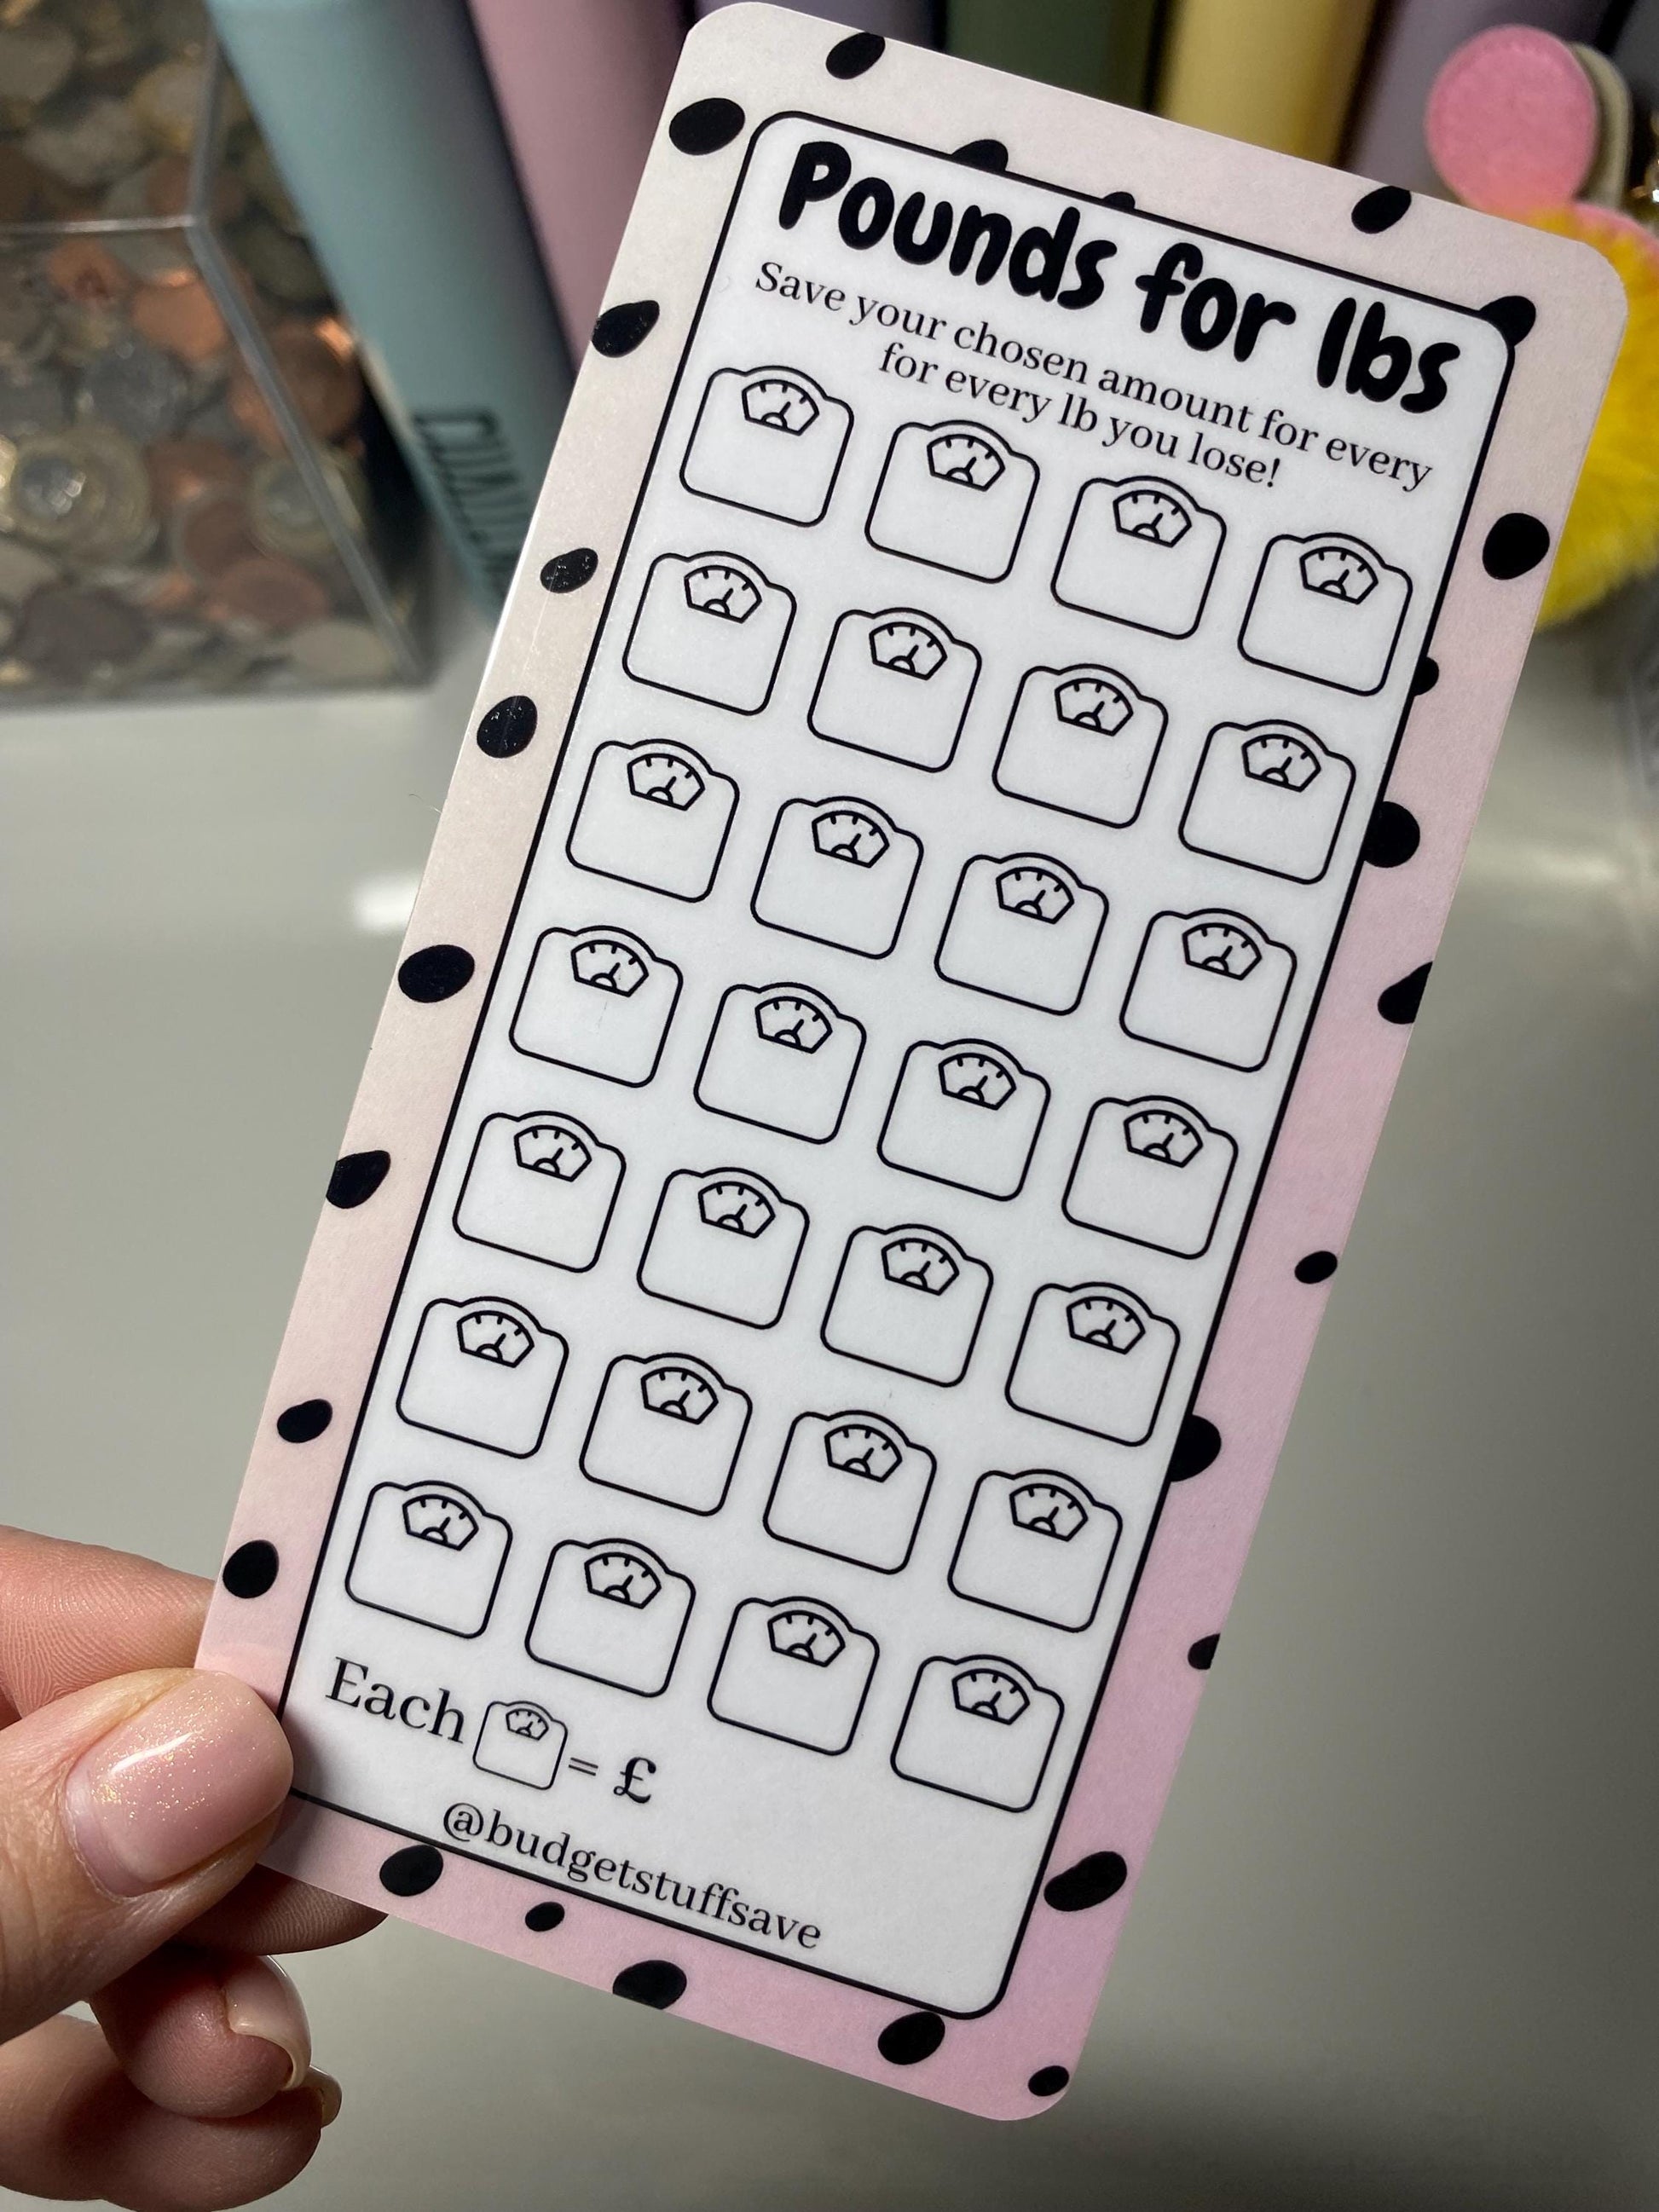 Pounds for lbs
Save your chosen amount for every
for every lb you lose!
Each = £
@budgetstuffsave